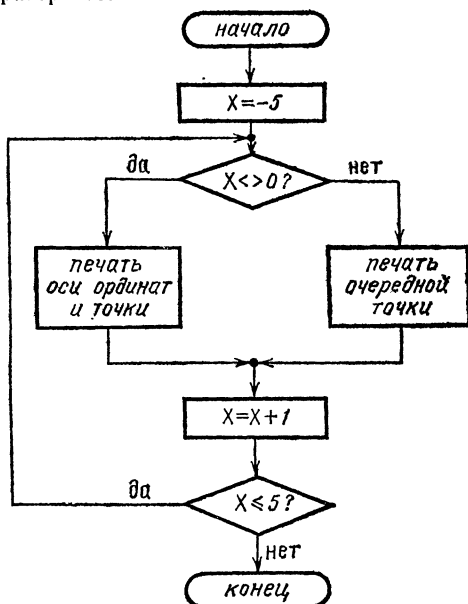 начало
X=-5
да
X<>0?
нет
печать
оси ординат
и точки
печать
очередной
точки
X=X+1
да
X≤5?
нет
конец